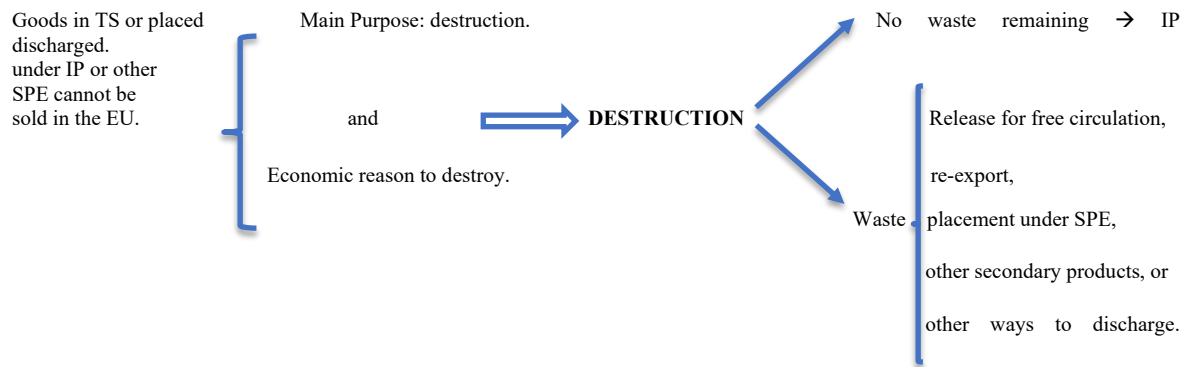 Goods in TS or placed Main Purpose: destruction. No waste remaining → IP
discharged.
under IP or other
SPE cannot be
sold in the EU. and DESTRUCTION Release for free circulation,
Economic reason to destroy. re-export,
Waste placement under SPE,
other secondary products, or
other ways to discharge.